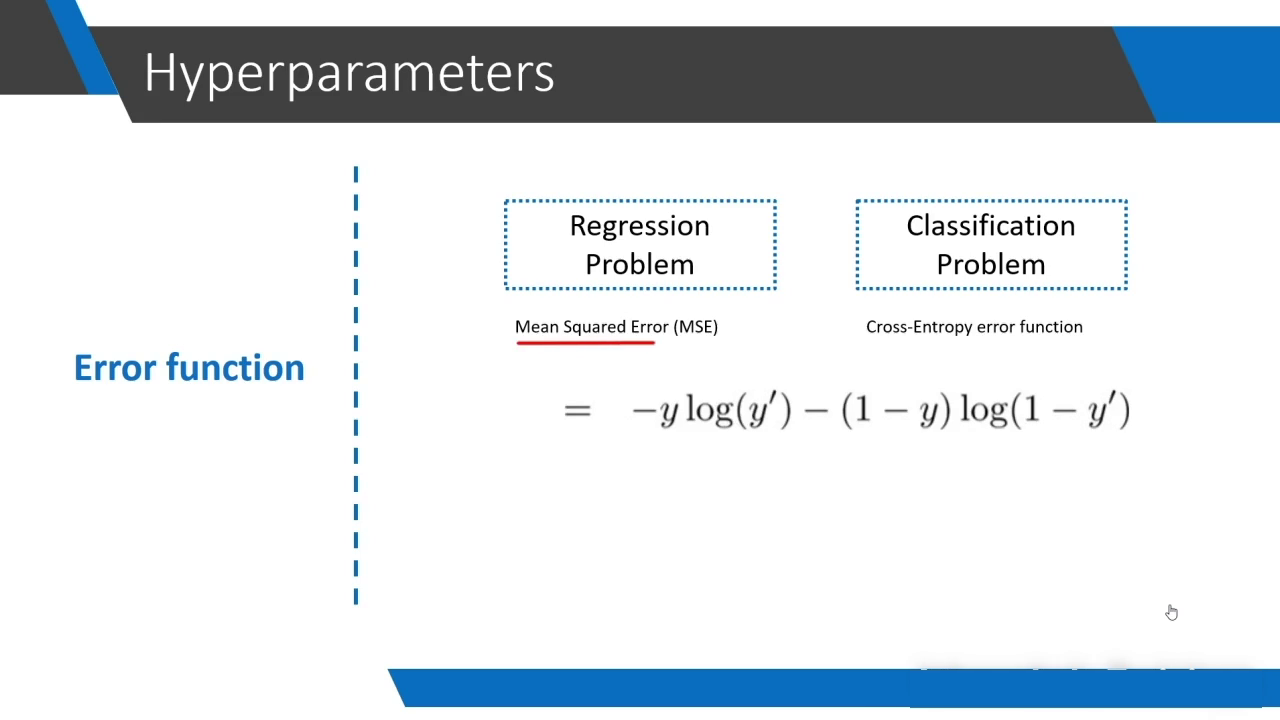 Hyperparameters
Error function
Regression
Problem
Classification
Problem
Mean Squared Error (MSE)
Cross-Entropy error function
= −y log(y′) − (1 − y) log(1 − y′)